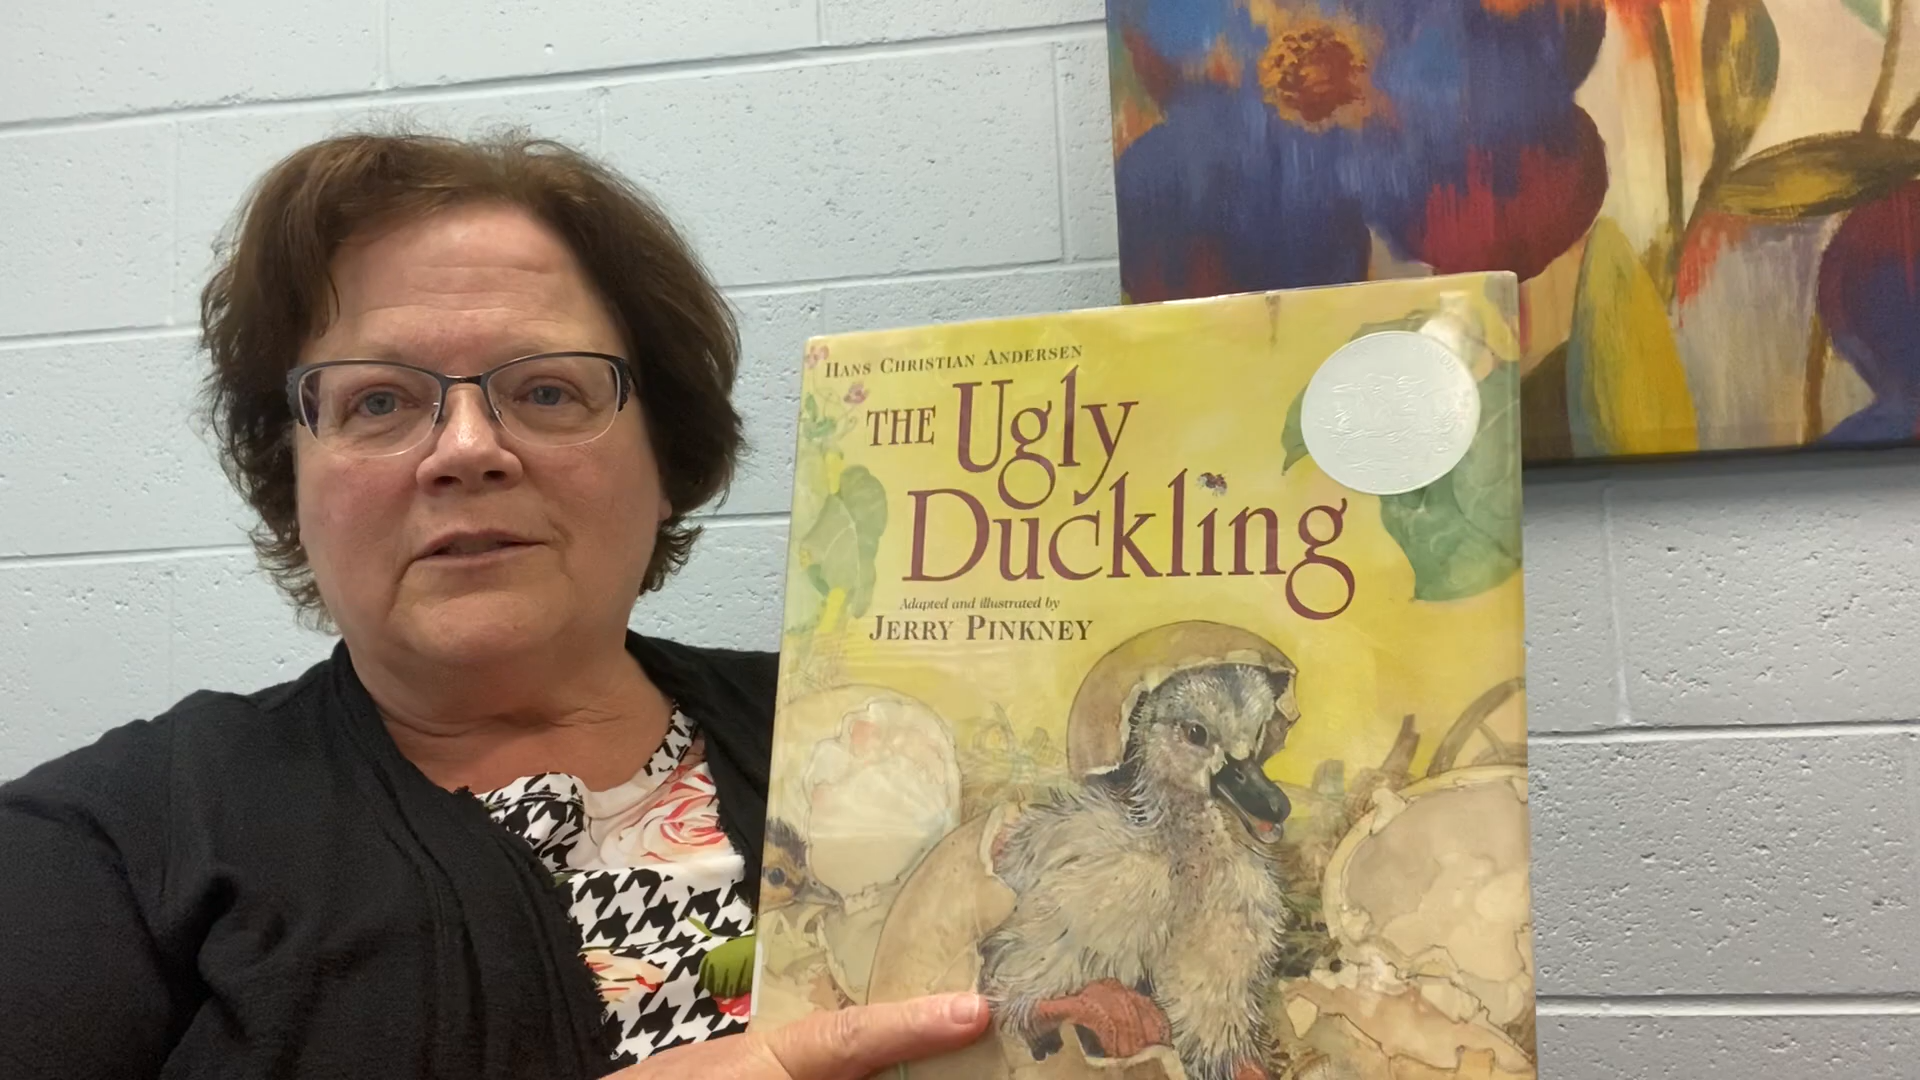 HANS CHRISTIAN ANDERSEN
THE Ugly
Duckling
Adapted and illustrated by
JERRY PINKNEY